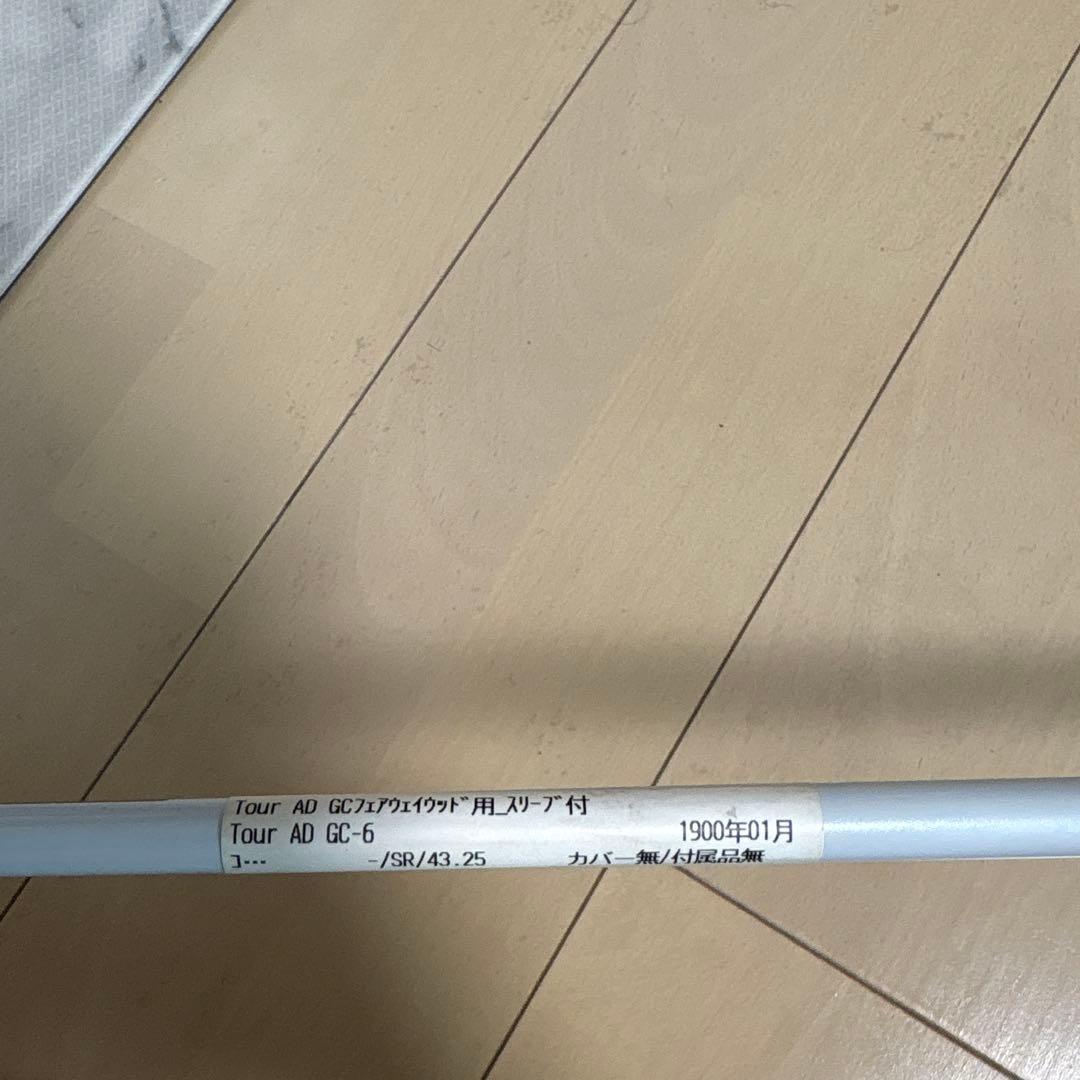 Tour AD GCﾌｪｱｳｪｲｳｯﾄﾞ用_ｽﾘｰﾌﾞ付
Tour AD GC-6 1900年01月
ｺ･･･ -/SR/43.25 カバー無/付属品無